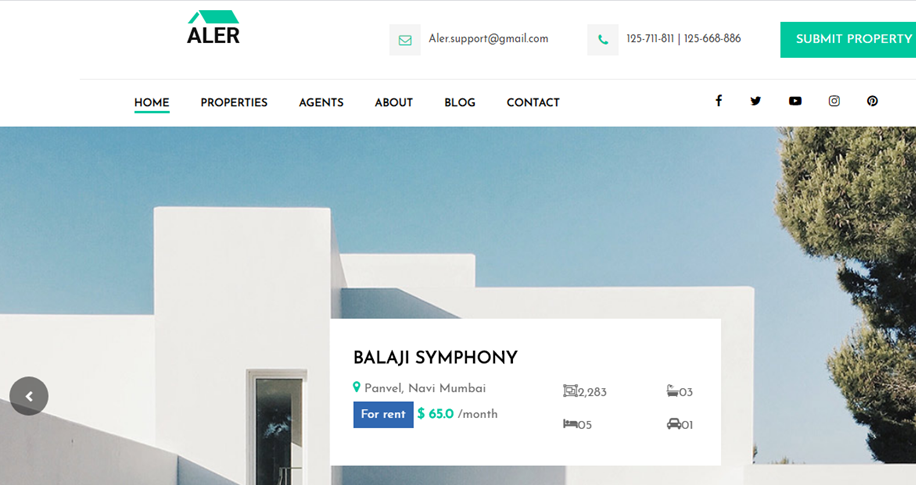 ALER
Aler.support@gmail.com
125-711-811 | 125-668-886
SUBMIT PROPERTY
HOME PROPERTIES AGENTS ABOUT BLOG CONTACT
BALAJI SYMPHONY
Panvel, Navi Mumbai
2,283 03
For rent $ 65.0 /month
05 01